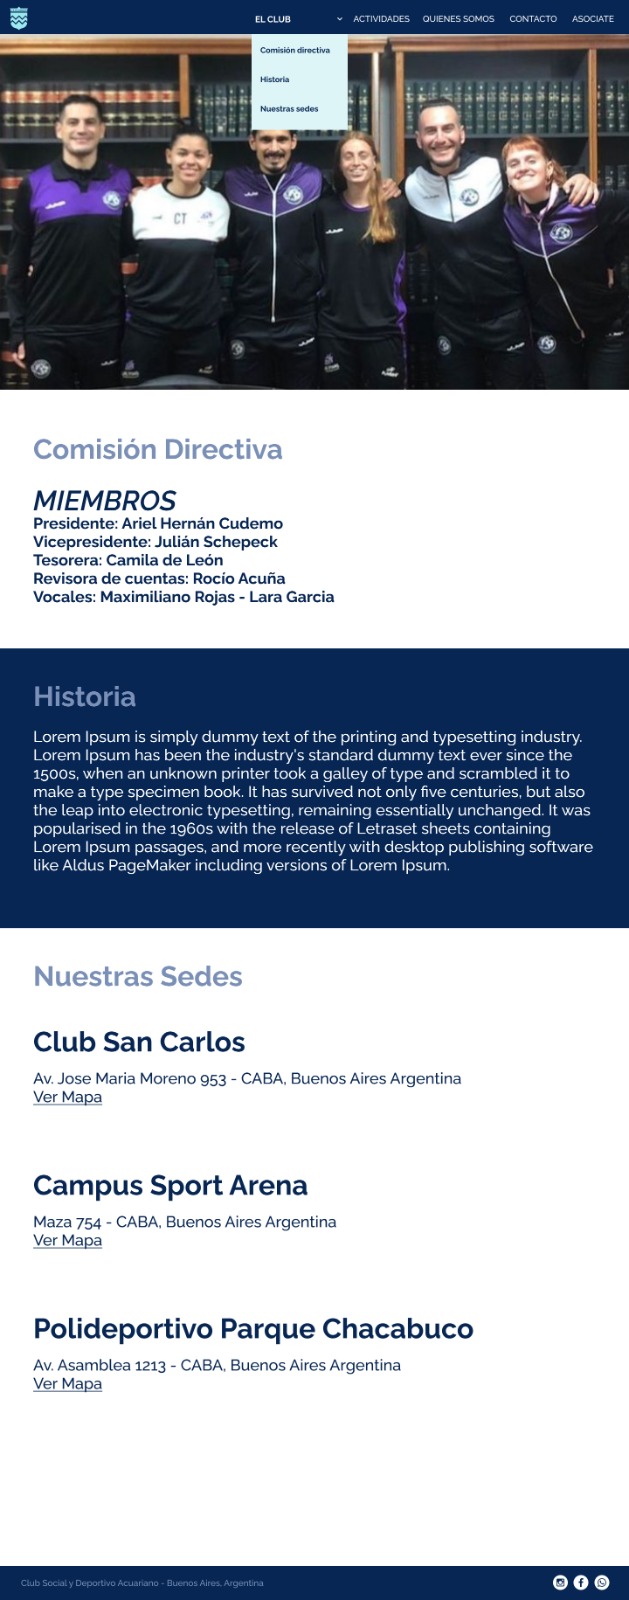 EL CLUB
ACTIVIDADES
QUIENES SOMOS
CONTACTO
ASOCIATE
Comisión directiva
Historia
Nuestras sedes
CT
Comisión Directiva
MIEMBROS
Presidente: Ariel Hernán Cudemo
Vicepresidente: Julián Schepeck
Tesorera: Camila de León
Revisora de cuentas: Rocío Acuña
Vocales: Maximiliano Rojas - Lara Garcia
Historia
Lorem Ipsum is simply dummy text of the printing and typesetting industry.
Lorem Ipsum has been the industry's standard dummy text ever since the
1500s, when an unknown printer took a galley of type and scrambled it to
make a type specimen book. It has survived not only five centuries, but also
the leap into electronic typesetting, remaining essentially unchanged. It was
popularised in the 1960s with the release of Letraset sheets containing
Lorem Ipsum passages, and more recently with desktop publishing software
like Aldus PageMaker including versions of Lorem Ipsum.
Nuestras Sedes
Club San Carlos
Av. Jose Maria Moreno 953 - CABA, Buenos Aires Argentina
Ver Mapa
Campus Sport Arena
Maza 754 - CABA, Buenos Aires Argentina
Ver Mapa
Polideportivo Parque Chacabuco
Av. Asamblea 1213 - CABA, Buenos Aires Argentina
Ver Mapa
Club Social y Deportivo Acuariano - Buenos Aires, Argentina